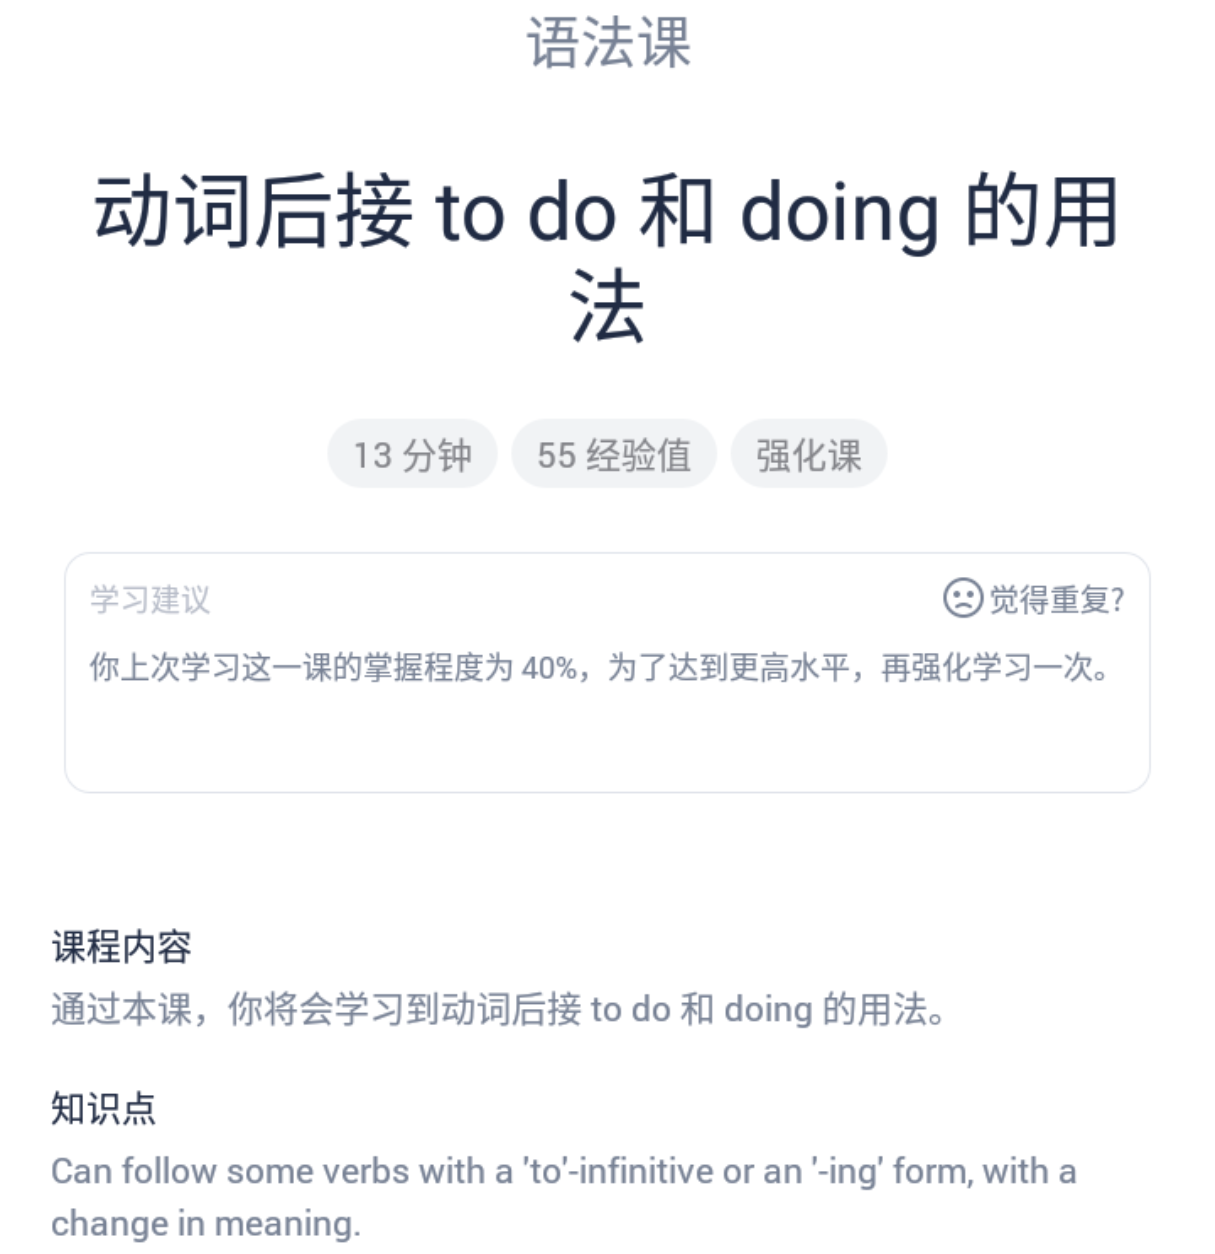 语法课
动词后接 to do 和 doing 的用
法
13 分钟 55 经验值 强化课
学习建议 觉得重复?
你上次学习这一课的掌握程度为 40%，为了达到更高水平，再强化学习一次。
课程内容
通过本课，你将会学习到动词后接 to do 和 doing 的用法。
知识点
Can follow some verbs with a 'to'-infinitive or an '-ing' form, with a
change in meaning.